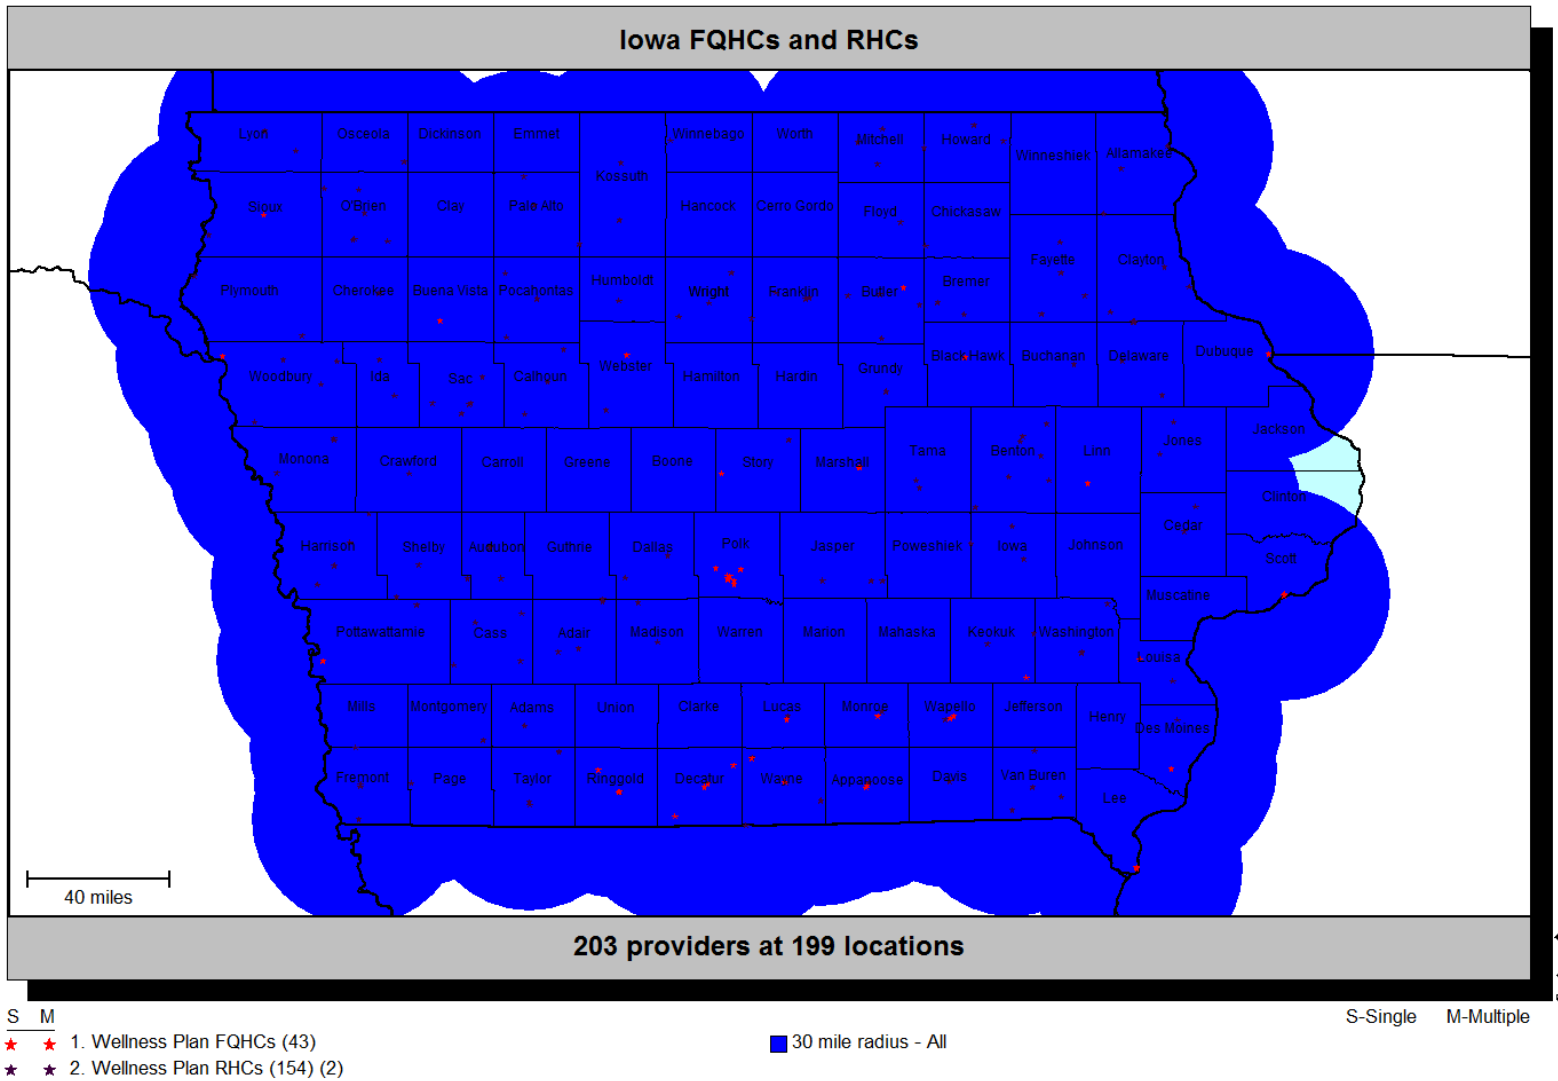 Iowa FQHCs and RHCs
Lyon Osceola Dickinson Emmet Winnebago Worth Mitchell Howard
Winneshiek Allamakee
Kossuth
Sioux O'Brien Clay Palo Alto Hancock Cerro Gordo Floyd Chickasaw
Fayette Clayton
Plymouth Cherokee Buena Vista Pocahontas Humboldt Wright Franklin Butler Bremer
Woodbury Ida Sac Calhoun Webster Hamilton Hardin Grundy Black Hawk Buchanan Delaware Dubuque
Jackson
Monona Crawford Carroll Greene Boone Story Marshall Tama Benton Linn Jones
Clinton
Cedar
Harrison Shelby Audubon Guthrie Dallas Polk Jasper Poweshiek Iowa Johnson
Scott
Muscatine
Pottawattamie Cass Adair Madison Warren Marion Mahaska Keokuk Washington
Louisa
Mills Montgomery Adams Union Clarke Lucas Monroe Wapello Jefferson Henry
Des Moines
Fremont Page Taylor Ringgold Decatur Wayne Appanoose Davis Van Buren
Lee
40 miles
203 providers at 199 locations
S M
S-Single M-Multiple
1. Wellness Plan FQHCs (43)
30 mile radius - All
2. Wellness Plan RHCs (154) (2)